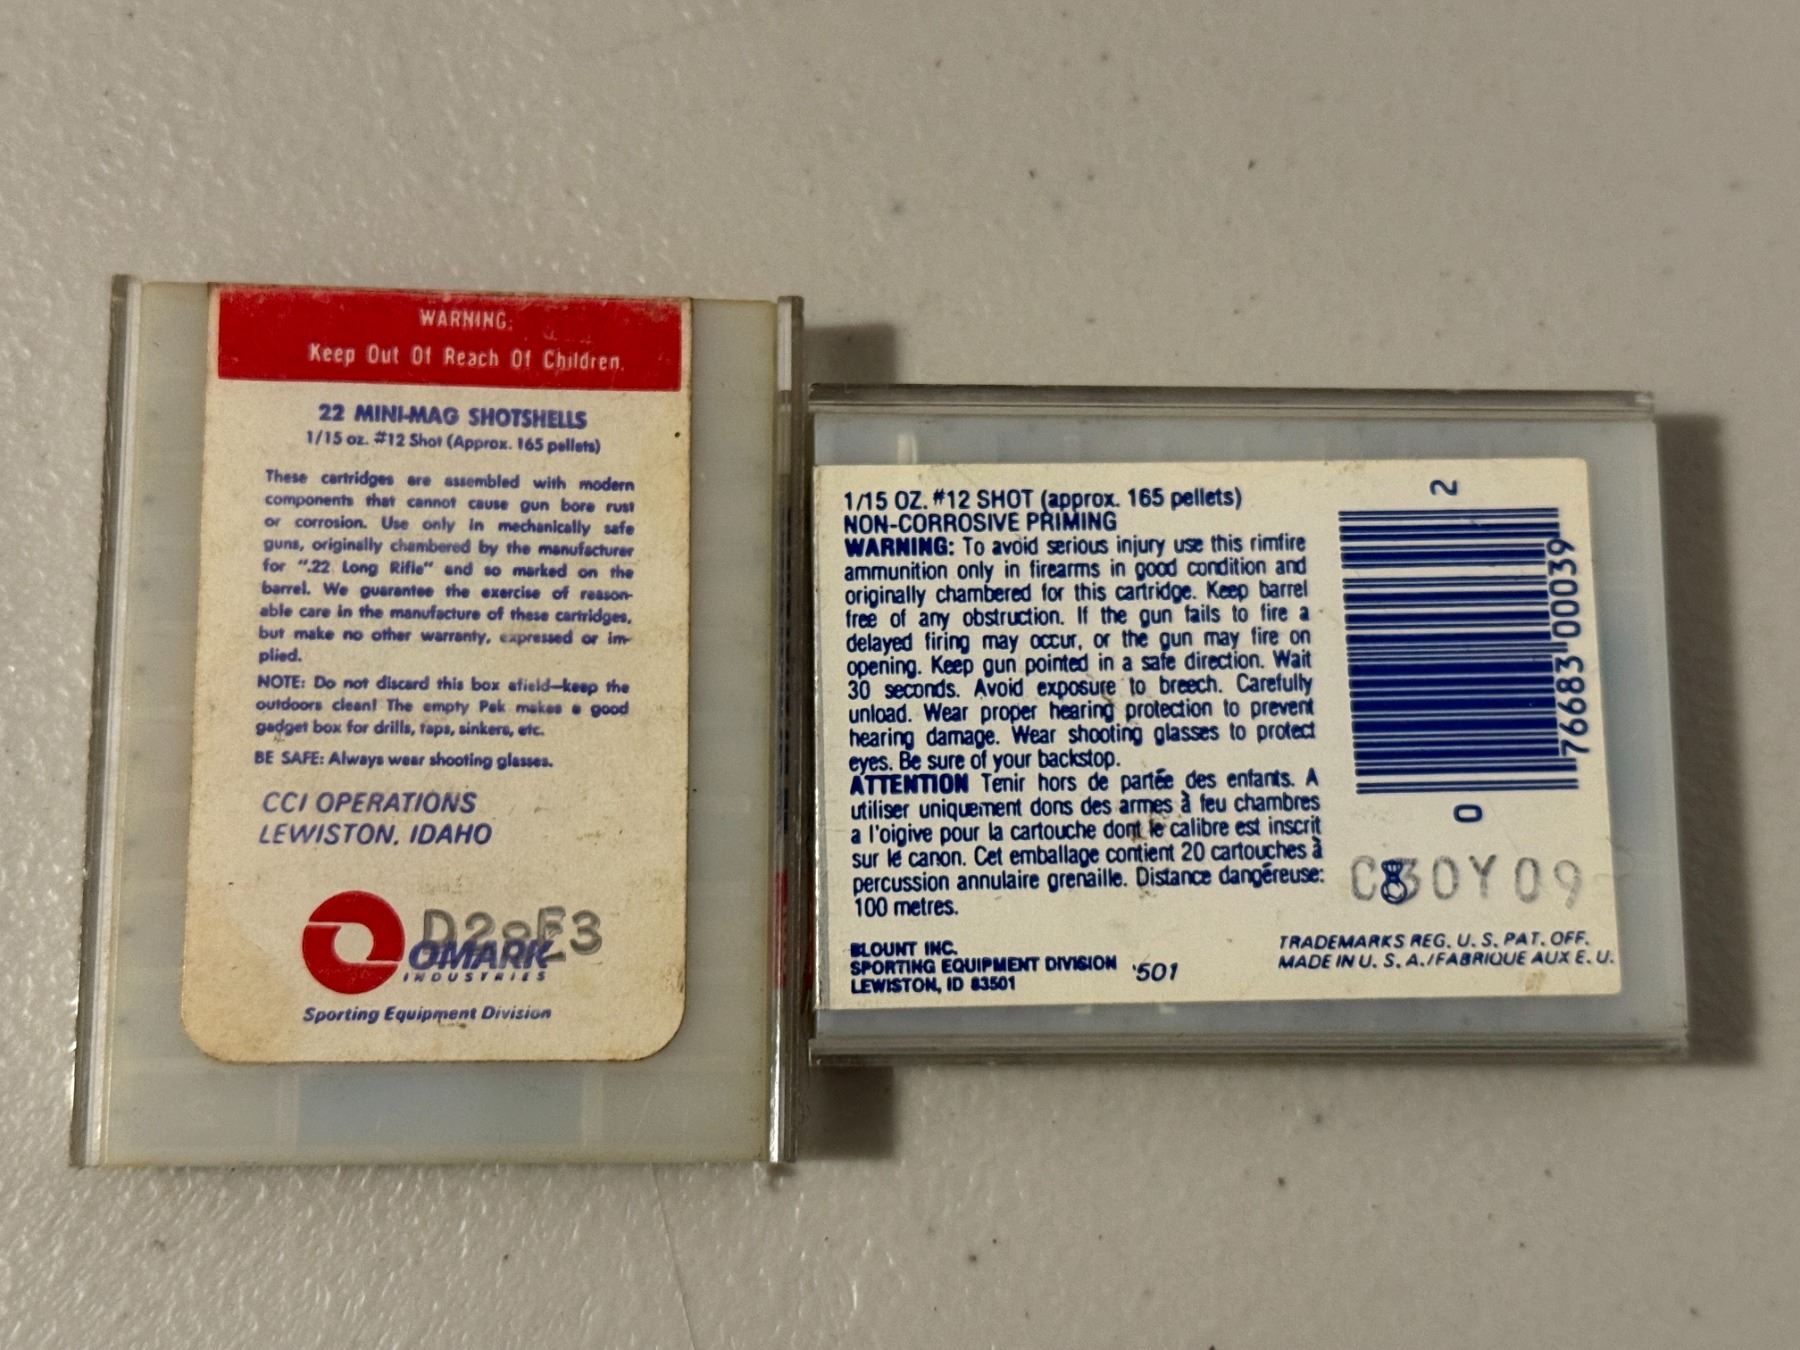 WARNING:
Keep Out Of Reach Of Children.
22 MINI-MAG SHOTSHELLS
1/15 oz. #12 Shot (Approx. 165 pellets)
These cartridges are assembled with modern
components that cannot cause gun bore rust
or corrosion. Use only in mechanically safe
guns, originally chambered by the manufacturer
for ".22 Long Rifle" and so marked on the
barrel. We guarantee the exercise of reason-
able care in the manufacture of these cartridges,
but make no other warranty, expressed or im-
plied.
NOTE: Do not discard this box afield—keep the
outdoors clean! The empty Pak makes a good
gadget box for drills, taps, sinkers, etc.
BE SAFE: Always wear shooting glasses.
CCI OPERATIONS
LEWISTON, IDAHO
OMARK
INDUSTRIES
Sporting Equipment Division
1/15 OZ. #12 SHOT (approx. 165 pellets)
NON-CORROSIVE PRIMING
WARNING: To avoid serious injury use this rimfire
ammunition only in firearms in good condition and
originally chambered for this cartridge. Keep barrel
free of any obstruction. If the gun fails to fire a
delayed firing may occur, or the gun may fire on
opening. Keep gun pointed in a safe direction. Wait
30 seconds. Avoid exposure to breech. Carefully
unload. Wear proper hearing protection to prevent
hearing damage. Wear shooting glasses to protect
eyes. Be sure of your backstop.
ATTENTION Tenir hors de partée des enfants. A
utiliser uniquement dons des armes à feu chambres
a l'oigive pour la cartouche dont le calibre est inscrit
sur le canon. Cet emballage contient 20 cartouches à
percussion annulaire grenaille. Distance dangéreuse:
100 metres.
BLOUNT INC.
SPORTING EQUIPMENT DIVISION
LEWISTON, ID 83501
'501
0 76683 00039 2
TRADEMARKS REG. U. S. PAT. OFF.
MADE IN U. S. A./FABRIQUE AUX E. U.